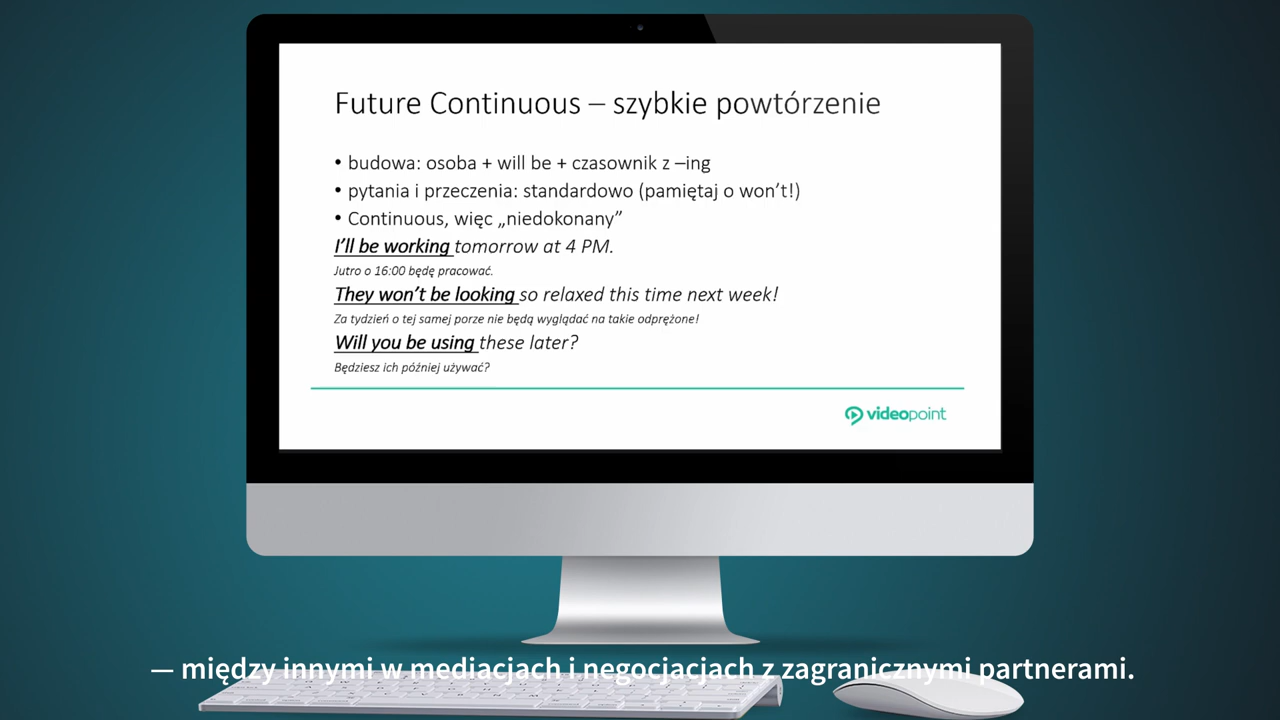 Future Continuous – szybkie powtórzenie
• budowa: osoba + will be + czasownik z –ing
• pytania i przeczenia: standardowo (pamiętaj o won’t!)
• Continuous, więc „niedokonany”
I’ll be working tomorrow at 4 PM.
Jutro o 16:00 będę pracować.
They won’t be looking so relaxed this time next week!
Za tydzień o tej samej porze nie będą wyglądać na takie odprężone!
Will you be using these later?
Będziesz ich później używać?
videopoint
— między innymi w mediacjach i negocjacjach z zagranicznymi partnerami.